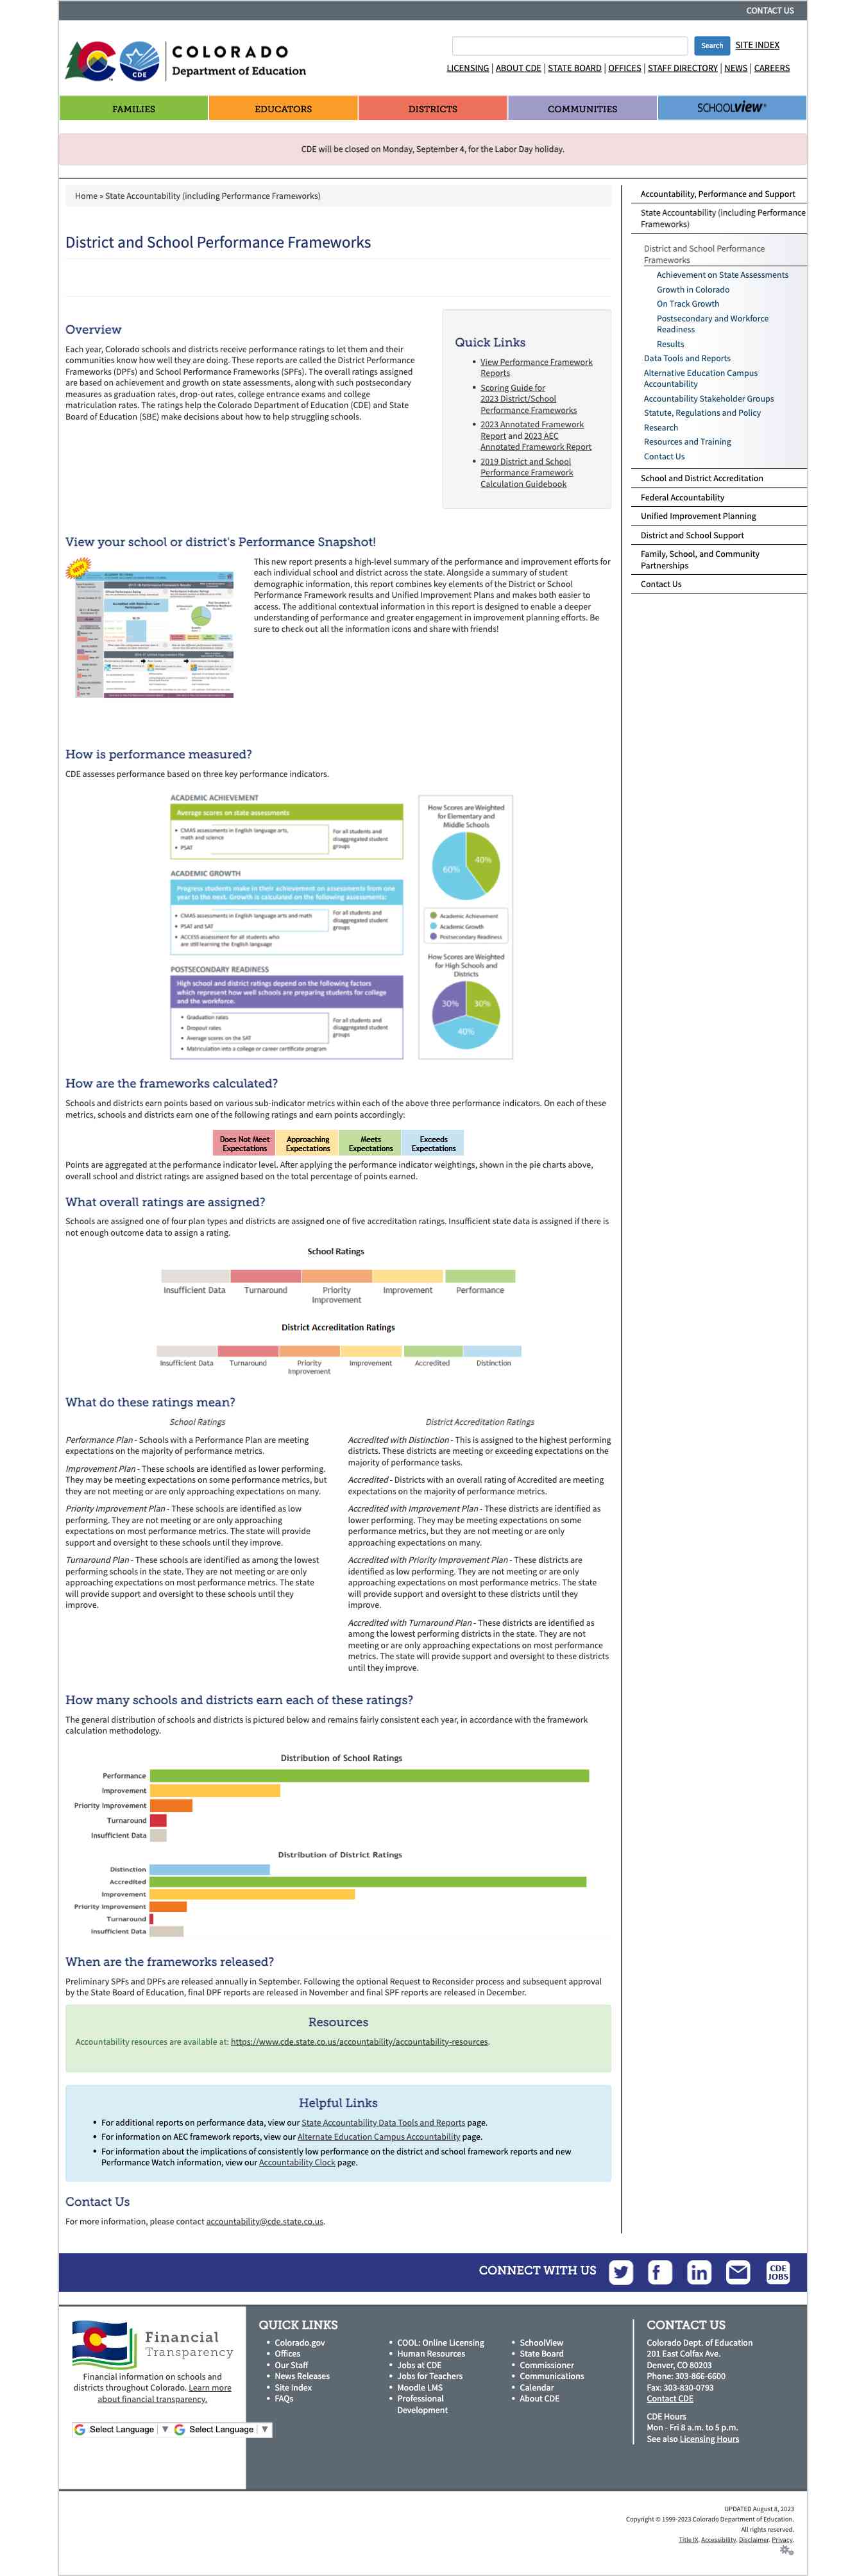 CONTACT US
COLORADO
Department of Education
CDE
Search
SITE INDEX
LICENSING | ABOUT CDE | STATE BOARD | OFFICES | STAFF DIRECTORY | NEWS | CAREERS
FAMILIES
EDUCATORS
DISTRICTS
COMMUNITIES
SCHOOLVIEW
CDE will be closed on Monday, September 4, for the Labor Day holiday.
Home » State Accountability (including Performance Frameworks)
District and School Performance Frameworks
Overview
Each year, Colorado schools and districts receive performance ratings to let them and their
communities know how well they are doing. These reports are called the District Performance
Frameworks (DPFs) and School Performance Frameworks (SPFs). The overall ratings assigned
are based on achievement and growth on state assessments, along with such postsecondary
measures as graduation rates, drop-out rates, college entrance exams and college
matriculation rates. The ratings help the Colorado Department of Education (CDE) and State
Board of Education (SBE) make decisions about how to help struggling schools.
Quick Links
• View Performance Framework
Reports
• Scoring Guide for
2023 District/School
Performance Frameworks
• 2023 Annotated Framework
Report and 2023 AEC
Annotated Framework Report
• 2019 District and School
Performance Framework
Calculation Guidebook
Accountability, Performance and Support
State Accountability (including Performance
Frameworks)
District and School Performance
Frameworks
Achievement on State Assessments
Growth in Colorado
On Track Growth
Postsecondary and Workforce
Readiness
Results
Data Tools and Reports
Alternative Education Campus
Accountability
Accountability Stakeholder Groups
Statute, Regulations and Policy
Research
Resources and Training
Contact Us
School and District Accreditation
Federal Accountability
Unified Improvement Planning
District and School Support
Family, School, and Community
Partnerships
Contact Us
View your school or district's Performance Snapshot!
NEW
This new report presents a high-level summary of the performance and improvement efforts for
each individual school and district across the state. Alongside a summary of student
demographic information, this report combines key elements of the District or School
Performance Framework results and Unified Improvement Plans and makes both easier to
access. The additional contextual information in this report is designed to enable a deeper
understanding of performance and greater engagement in improvement planning efforts. Be
sure to check out all the information icons and share with friends!
How is performance measured?
CDE assesses performance based on three key performance indicators.
ACADEMIC ACHIEVEMENT
Average scores on state assessments
• CMAS assessments in English language arts,
math and science
• PSAT
For all students and
disaggregated student
groups
ACADEMIC GROWTH
Progress students make in their achievement on assessments from one
year to the next. Growth is calculated on the following assessments:
• CMAS assessments in English language arts and math
• PSAT and SAT
• ACCESS assessment for all students who
are still learning the English language
For all students and
disaggregated student
groups
POSTSECONDARY READINESS
High school and district ratings depend on the following factors
which represent how well schools are preparing students for college
and the workforce.
• Graduation rates
• Dropout rates
• Average scores on the SAT
• Matriculation into a college or career certificate program
For all students and
disaggregated student
groups
How Scores are Weighted
for Elementary and
Middle Schools
40%
60%
Academic Achievement
Academic Growth
Postsecondary Readiness
How Scores are Weighted
for High Schools and
Districts
30%
30%
40%
How are the frameworks calculated?
Schools and districts earn points based on various sub-indicator metrics within each of the above three performance indicators. On each of these
metrics, schools and districts earn one of the following ratings and earn points accordingly:
Does Not Meet
Expectations
Approaching
Expectations
Meets
Expectations
Exceeds
Expectations
Points are aggregated at the performance indicator level. After applying the performance indicator weightings, shown in the pie charts above,
overall school and district ratings are assigned based on the total percentage of points earned.
What overall ratings are assigned?
Schools are assigned one of four plan types and districts are assigned one of five accreditation ratings. Insufficient state data is assigned if there is
not enough outcome data to assign a rating.
School Ratings
Insufficient Data
Turnaround
Priority
Improvement
Improvement
Performance
District Accreditation Ratings
Insufficient Data
Turnaround
Priority
Improvement
Improvement
Accredited
Distinction
What do these ratings mean?
School Ratings
Performance Plan - Schools with a Performance Plan are meeting
expectations on the majority of performance metrics.
Improvement Plan - These schools are identified as lower performing.
They may be meeting expectations on some performance metrics, but
they are not meeting or are only approaching expectations on many.
Priority Improvement Plan - These schools are identified as low
performing. They are not meeting or are only approaching
expectations on most performance metrics. The state will provide
support and oversight to these schools until they improve.
Turnaround Plan - These schools are identified as among the lowest
performing schools in the state. They are not meeting or are only
approaching expectations on most performance metrics. The state
will provide support and oversight to these schools until they
improve.
District Accreditation Ratings
Accredited with Distinction - This is assigned to the highest performing
districts. These districts are meeting or exceeding expectations on the
majority of performance tasks.
Accredited - Districts with an overall rating of Accredited are meeting
expectations on the majority of performance metrics.
Accredited with Improvement Plan - These districts are identified as
lower performing. They may be meeting expectations on some
performance metrics, but they are not meeting or are only
approaching expectations on many.
Accredited with Priority Improvement Plan - These districts are
identified as low performing. They are not meeting or are only
approaching expectations on most performance metrics. The state
will provide support and oversight to these districts until they
improve.
Accredited with Turnaround Plan - These districts are identified as
among the lowest performing districts in the state. They are not
meeting or are only approaching expectations on most performance
metrics. The state will provide support and oversight to these districts
until they improve.
How many schools and districts earn each of these ratings?
The general distribution of schools and districts is pictured below and remains fairly consistent each year, in accordance with the framework
calculation methodology.
Distribution of School Ratings
Performance
Improvement
Priority Improvement
Turnaround
Insufficient Data
Distribution of District Ratings
Distinction
Accredited
Improvement
Priority Improvement
Turnaround
Insufficient Data
When are the frameworks released?
Preliminary SPFs and DPFs are released annually in September. Following the optional Request to Reconsider process and subsequent approval
by the State Board of Education, final DPF reports are released in November and final SPF reports are released in December.
Resources
Accountability resources are available at: https://www.cde.state.co.us/accountability/accountability-resources.
Helpful Links
• For additional reports on performance data, view our State Accountability Data Tools and Reports page.
• For information on AEC framework reports, view our Alternate Education Campus Accountability page.
• For information about the implications of consistently low performance on the district and school framework reports and new
Performance Watch information, view our Accountability Clock page.
Contact Us
For more information, please contact accountability@cde.state.co.us.
CONNECT WITH US
CDE
JOBS
Financial
Transparency
Financial information on schools and
districts throughout Colorado. Learn more
about financial transparency.
Select Language ▼
Select Language ▼
QUICK LINKS
• Colorado.gov
• Offices
• Our Staff
• News Releases
• Site Index
• FAQs
• COOL: Online Licensing
• Human Resources
• Jobs at CDE
• Jobs for Teachers
• Moodle LMS
• Professional
Development
• SchoolView
• State Board
• Commissioner
• Communications
• Calendar
• About CDE
CONTACT US
Colorado Dept. of Education
201 East Colfax Ave.
Denver, CO 80203
Phone: 303-866-6600
Fax: 303-830-0793
Contact CDE
CDE Hours
Mon - Fri 8 a.m. to 5 p.m.
See also Licensing Hours
UPDATED August 8, 2023
Copyright © 1999-2023 Colorado Department of Education.
All rights reserved.
Title IX. Accessibility. Disclaimer. Privacy.